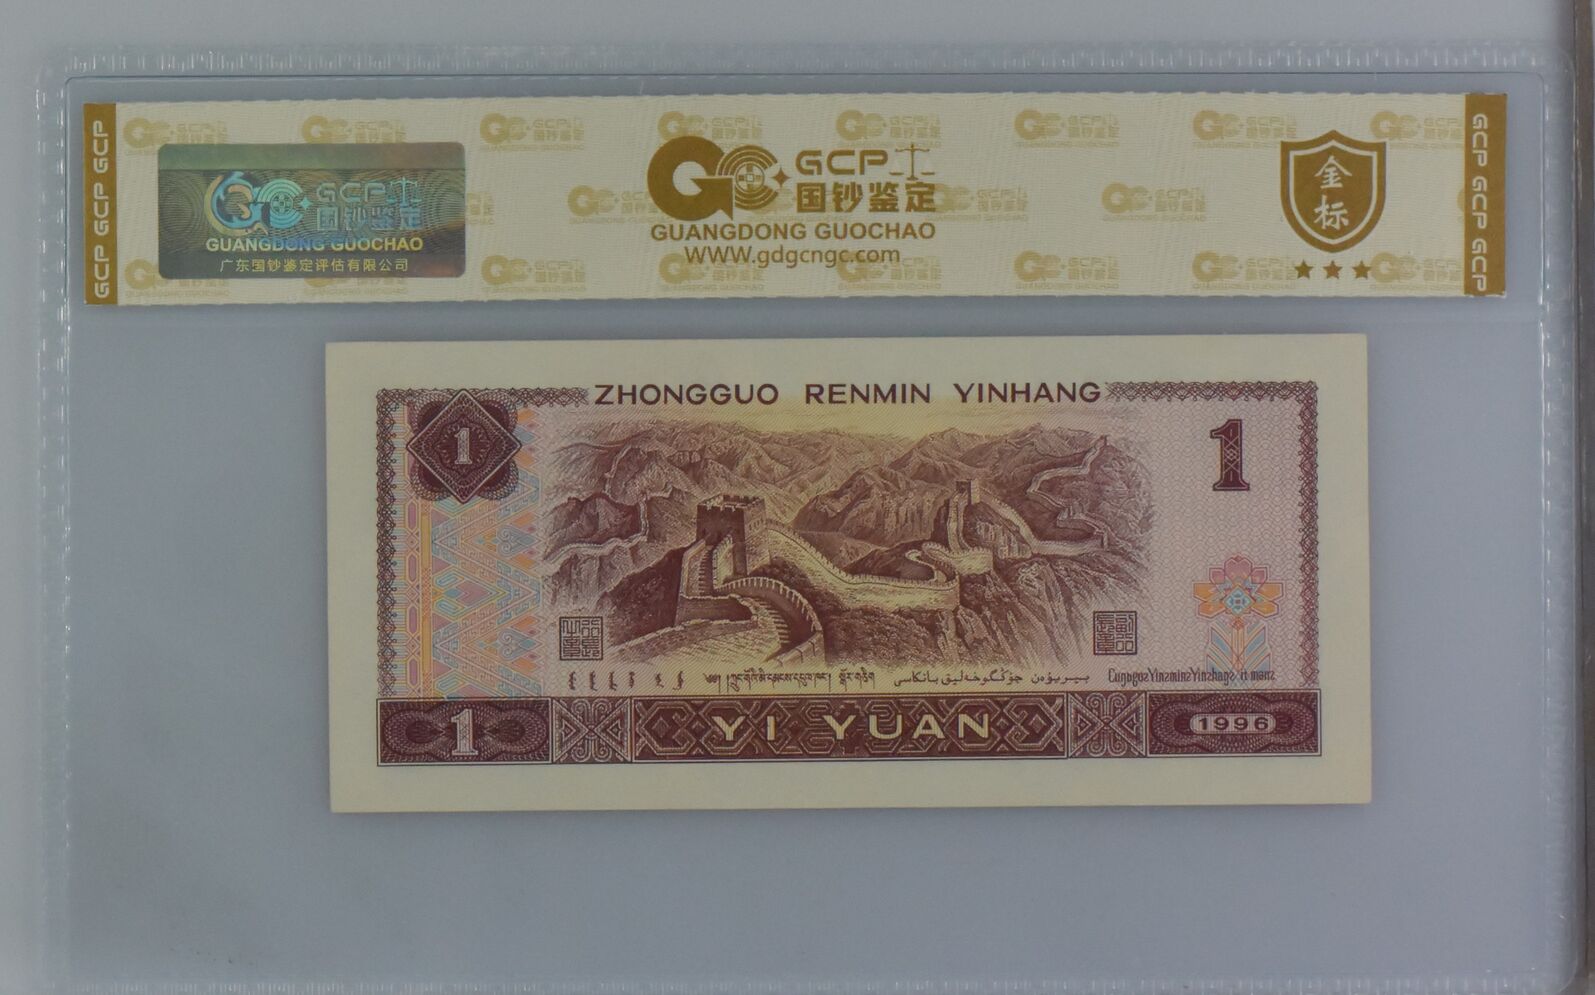 GCP GCP GCP
GCP
国钞鉴定
GUANGDONG GUOCHAO
广东国钞鉴定评估有限公司
GCP
国钞鉴定
GUANGDONG GUOCHAO
WWW.gdgcngc.com
金标
GCP GCP GCP
ZHONGGUO RENMIN YINHANG
1
1
1
YI YUAN
1996